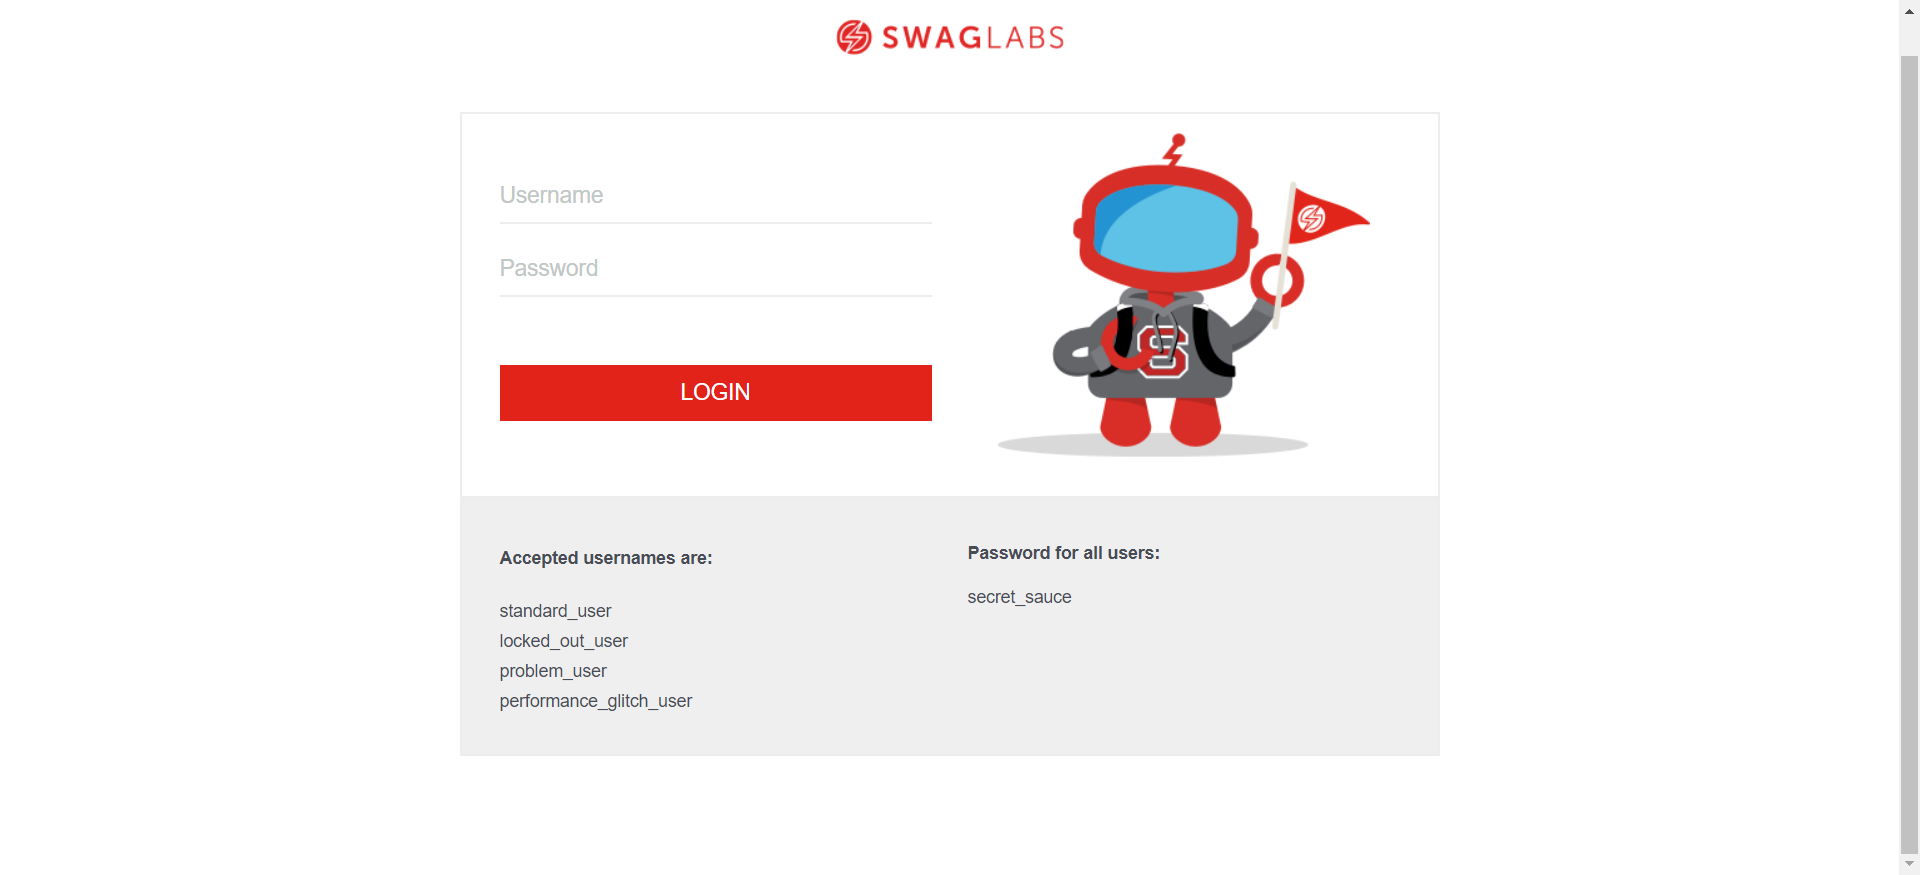 SWAGLABS
Username
Password
LOGIN
S
Accepted usernames are:
standard_user
locked_out_user
problem_user
performance_glitch_user
Password for all users:
secret_sauce